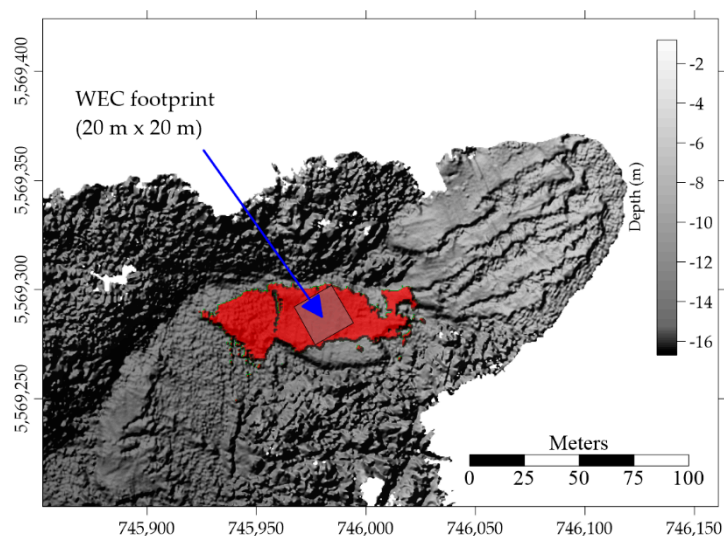 5,569,400
5,569,350
5,569,300
5,569,250
WEC footprint
(20 m x 20 m)
-2
-4
-6
-8
-10
-12
-14
-16
Depth (m)
Meters
0 25 50 75 100
745,900 745,950 746,000 746,050 746,100 746,150